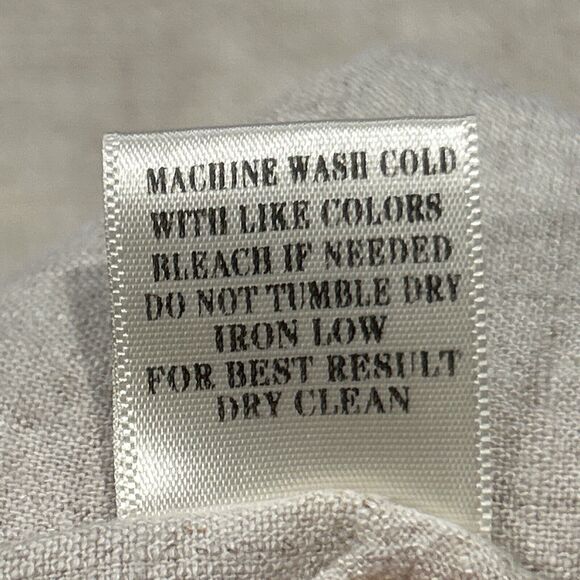 MACHINE WASH COLD
WITH LIKE COLORS
BLEACH IF NEEDED
DO NOT TUMBLE DRY
IRON LOW
FOR BEST RESULT
DRY CLEAN